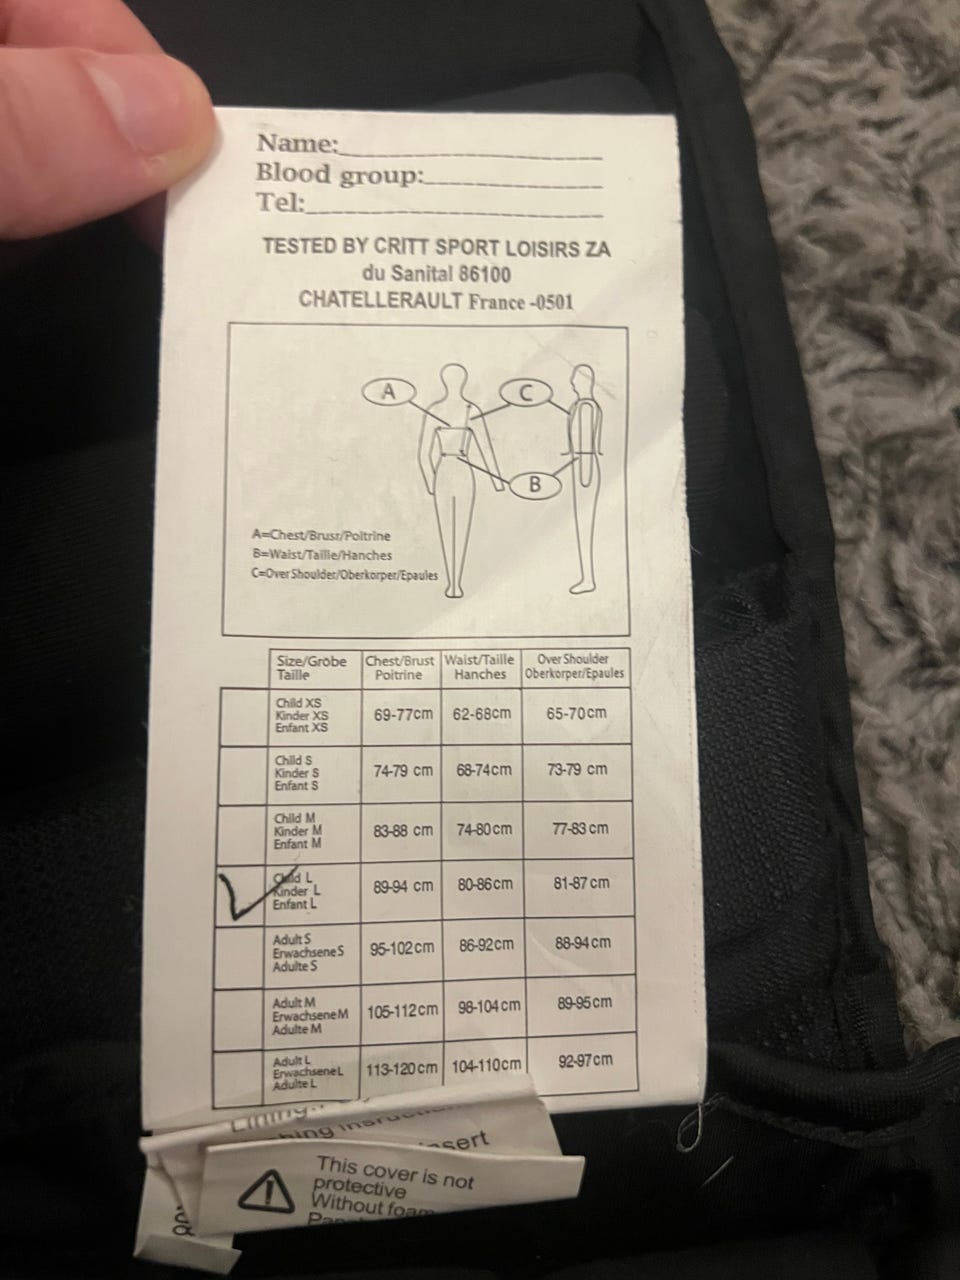 Name:
Blood group:
Tel:
TESTED BY CRITT SPORT LOISIRS ZA
du Sanital 86100
CHATELLERAULT France -0501
A
C
B
A=Chest/Brust/Poitrine
B=Waist/Taille/Hanches
C=Over Shoulder/Oberkorper/Epaules
Size/Grobe Taille Chest/Brust Poitrine Waist/Taille Hanches Over Shoulder Oberkorper/Epaules
Child XS Kinder XS Enfant XS 69-77cm 62-68cm 65-70cm
Child S Kinder S Enfant S 74-79 cm 68-74cm 73-79 cm
Child M Kinder M Enfant M 83-88 cm 74-80cm 77-83cm
Child L Kinder L Enfant L 89-94 cm 80-86cm 81-87cm
Adult S Erwachsene S Adulte S 95-102cm 86-92cm 88-94cm
Adult M Erwachsene M Adulte M 105-112cm 98-104cm 89-95cm
Adult L Erwachsene L Adulte L 113-120cm 104-110cm 92-97cm
This cover is not
protective
Without